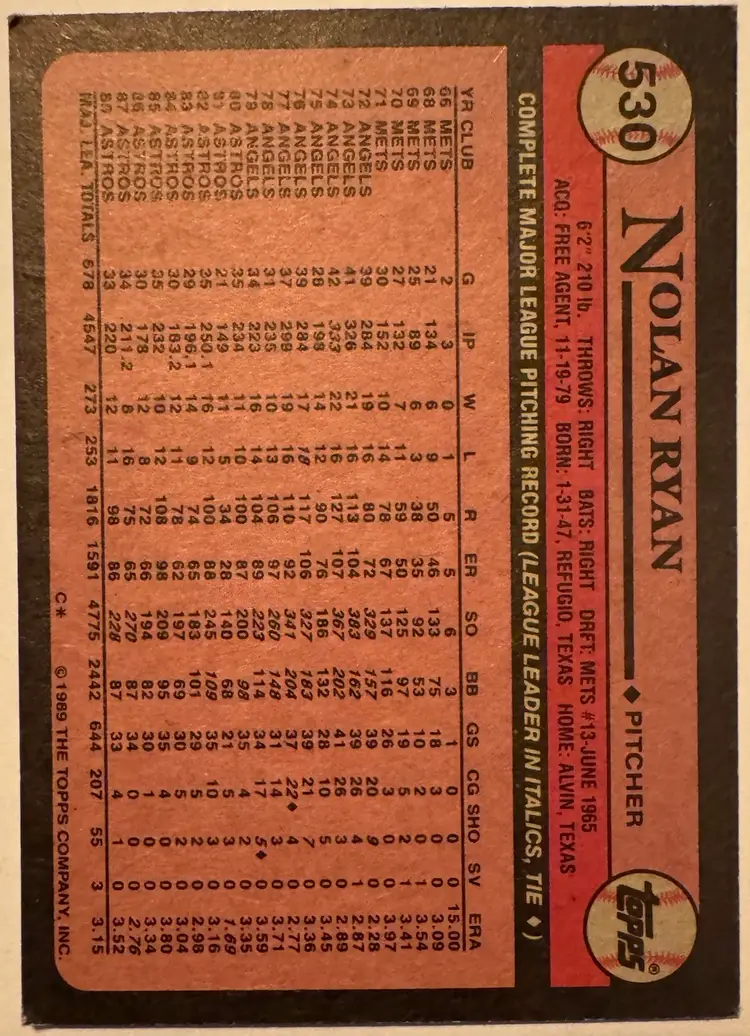 530
NOLAN RYAN ♦ PITCHER
TOPPS®
6'2" 210 lb. THROWS: RIGHT BATS: RIGHT DRFT: METS #13-JUNE 1965
ACQ: FREE AGENT, 11-19-79 BORN: 1-31-47, REFUGIO, TEXAS HOME: ALVIN, TEXAS
COMPLETE MAJOR LEAGUE PITCHING RECORD (LEAGUE LEADER IN ITALICS, TIE ♦)
YR CLUB G IP W L R ER SO BB GS CG SHO SV ERA
66 METS 2 3 0 1 5 5 6 3 1 0 0 0 15.00
68 METS 21 134 6 9 50 46 133 75 18 3 0 0 3.09
69 METS 25 89 6 3 38 35 92 53 10 2 0 1 3.54
70 METS 27 132 7 11 59 50 125 97 19 5 2 1 3.41
71 METS 30 152 10 14 78 67 137 116 26 3 0 0 3.97
72 ANGELS 39 284 19 16 80 72 329 157 39 20 9 0 2.28
73 ANGELS 41 326 21 16 113 104 383 162 39 26 4 1 2.87
74 ANGELS 42 333 22 16 127 107 367 202 41 26 3 0 2.89
75 ANGELS 28 198 14 12 90 76 186 132 28 10 5 0 3.45
76 ANGELS 39 284 17 18 117 106 327 183 39 21 7 0 3.36
77 ANGELS 37 299 19 16 110 92 341 204 37 22♦ 4 0 2.77
78 ANGELS 31 235 10 13 106 97 260 148 31 14 3 0 3.71
79 ANGELS 34 223 16 14 104 89 223 114 34 17 5♦ 0 3.59
80 ASTROS 35 234 11 10 100 87 200 98 35 4 2 0 3.35
81 ASTROS 21 149 11 5 34 28 140 68 21 5 3 0 1.69
82 ASTROS 35 250.1 16 12 100 88 245 109 35 10 3 0 3.16
83 ASTROS 29 196.1 14 9 74 65 183 101 29 5 2 0 2.98
84 ASTROS 30 183.2 12 11 78 62 197 69 30 5 2 0 3.04
85 ASTROS 35 232 10 12 108 98 209 95 35 4 0 0 3.80
86 ASTROS 30 178 12 8 72 66 194 82 30 1 0 0 3.34
87 ASTROS 34 211.2 8 16 75 65 270 87 34 0 0 0 2.76
88 ASTROS 33 220 12 11 98 86 228 87 33 4 1 0 3.52
MAJ. LEA. TOTALS 678 4547 273 253 1816 1591 4775 2442 644 207 55 3 3.15
C* © 1989 THE TOPPS COMPANY, INC.